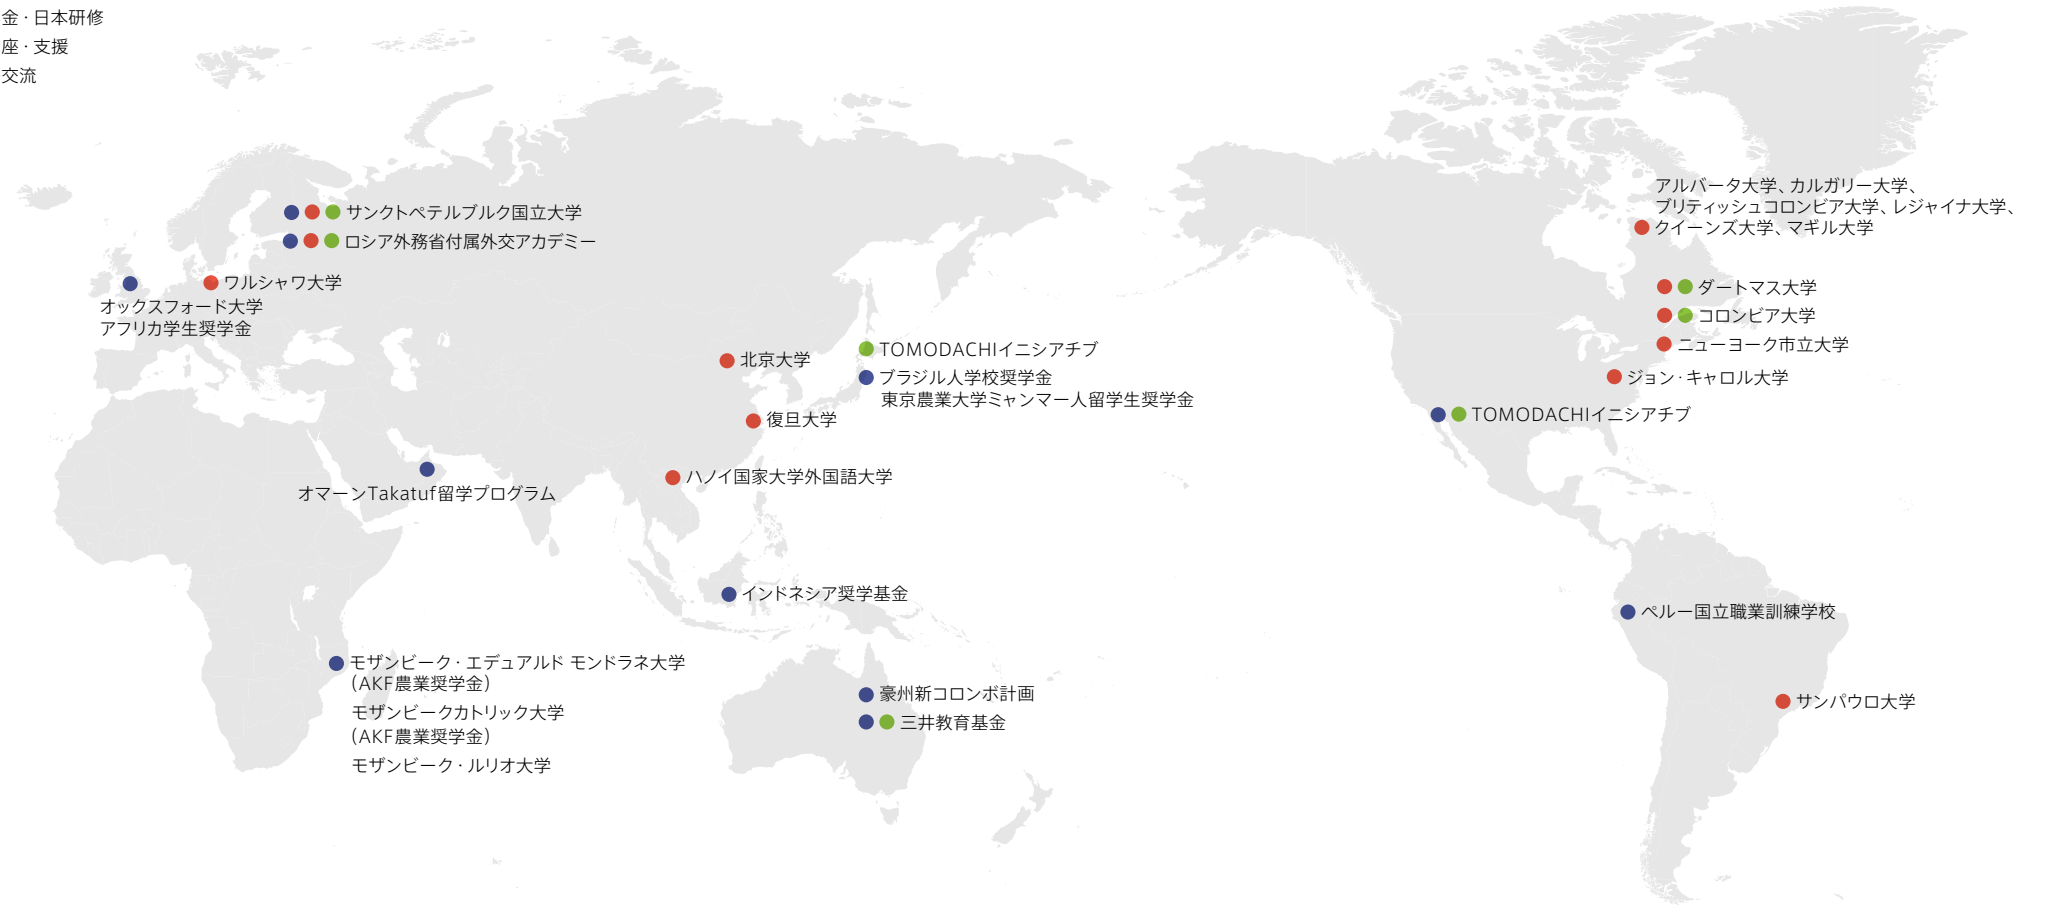 金・日本研修
座・支援
交流
サンクトペテルブルク国立大学
ロシア外務省付属外交アカデミー
ワルシャワ大学
オックスフォード大学
アフリカ学生奨学金
オマーンTakatuf留学プログラム
モザンビーク・エデュアルド モンドラネ大学
(AKF農業奨学金)
モザンビークカトリック大学
(AKF農業奨学金)
モザンビーク・ルリオ大学
北京大学
復旦大学
ハノイ国家大学外国語大学
TOMODACHIイニシアチブ
ブラジル人学校奨学金
東京農業大学ミャンマー人留学生奨学金
インドネシア奨学基金
豪州新コロンボ計画
三井教育基金
アルバータ大学、カルガリー大学、
ブリティッシュコロンビア大学、レジャイナ大学、
クイーンズ大学、マギル大学
ダートマス大学
コロンビア大学
ニューヨーク市立大学
ジョン・キャロル大学
TOMODACHIイニシアチブ
ペルー国立職業訓練学校
サンパウロ大学